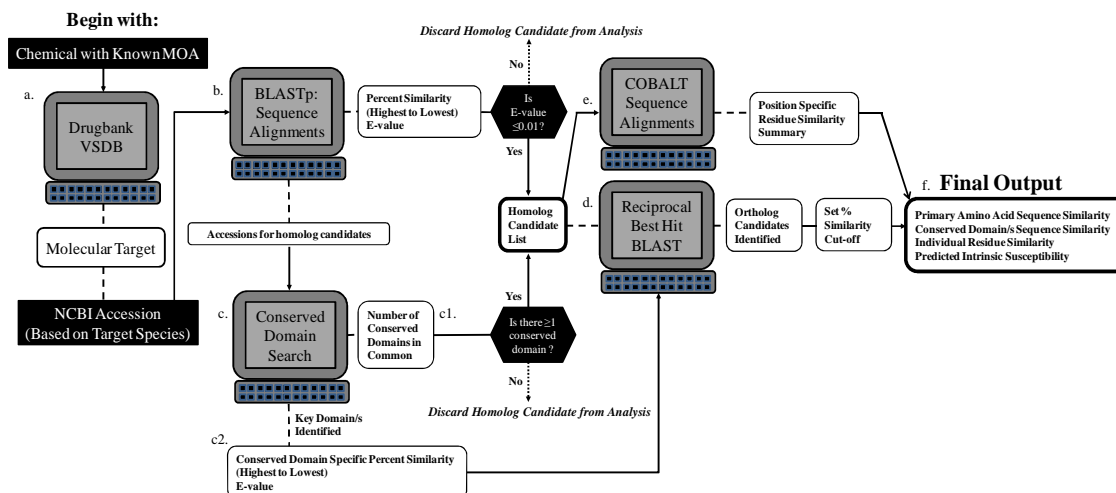 Begin with:
Chemical with Known MOA
a.
Drugbank
VSDB
Molecular Target
NCBI Accession
(Based on Target Species)
b.
BLASTp:
Sequence
Alignments
Percent Similarity
(Highest to Lowest)
E-value
Discard Homolog Candidate from Analysis
No
Is
E-value
≤0.01?
Yes
Accessions for homolog candidates
c.
Conserved
Domain
Search
Number of
Conserved
Domains in
Common
c1.
Is there ≥1
conserved
domain ?
Yes
No
Discard Homolog Candidate from Analysis
Key Domain/s
Identified
c2.
Conserved Domain Specific Percent Similarity
(Highest to Lowest)
E-value
Homolog
Candidate
List
d.
Reciprocal
Best Hit
BLAST
Ortholog
Candidates
Identified
Set %
Similarity
Cut-off
e.
COBALT
Sequence
Alignments
Position Specific
Residue Similarity
Summary
f. Final Output
Primary Amino Acid Sequence Similarity
Conserved Domain/s Sequence Similarity
Individual Residue Similarity
Predicted Intrinsic Susceptibility